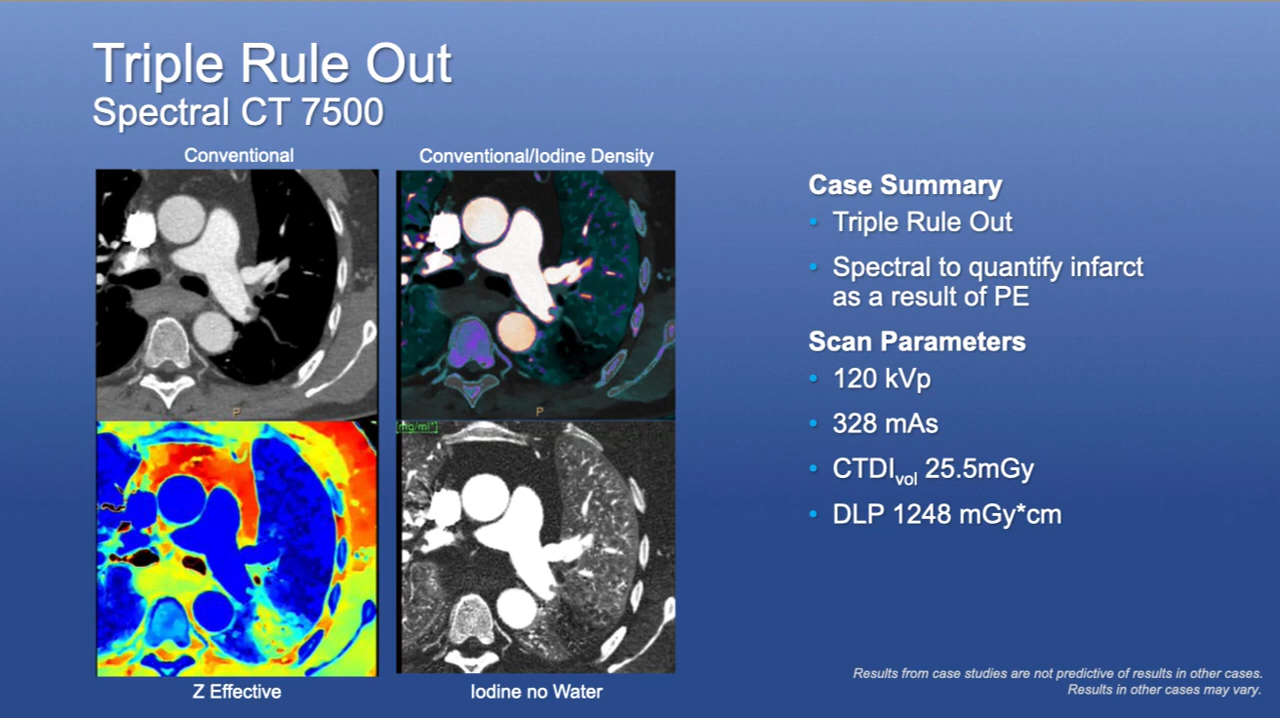 Triple Rule Out
Spectral CT 7500
Conventional
Conventional/Iodine Density
P
P
[mg/ml*]
Z Effective
Iodine no Water
Case Summary
• Triple Rule Out
• Spectral to quantify infarct
as a result of PE
Scan Parameters
• 120 kVp
• 328 mAs
• CTDIvol 25.5mGy
• DLP 1248 mGy*cm
Results from case studies are not predictive of results in other cases.
Results in other cases may vary.